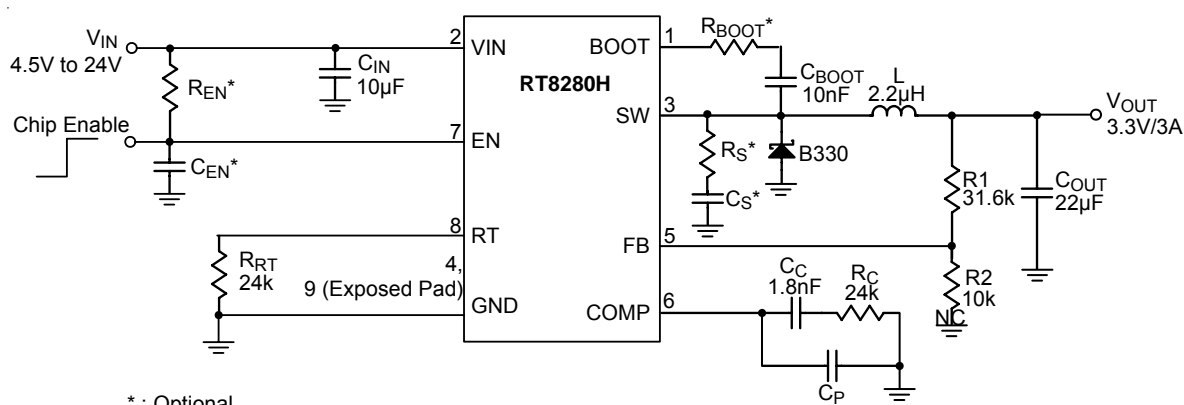 VIN
4.5V to 24V
REN*
CIN
10µF
Chip Enable
CEN*
RRT
24k
2
VIN
7
EN
8
RT
4,
9 (Exposed Pad)
GND
RT8280H
BOOT
1
SW
3
FB
5
COMP
6
RBOOT*
CBOOT
10nF
L
2.2µH
VOUT
3.3V/3A
RS*
CS*
B330
R1
31.6k
COUT
22µF
R2
10k
NC
CC
1.8nF
RC
24k
CP
* : Optional